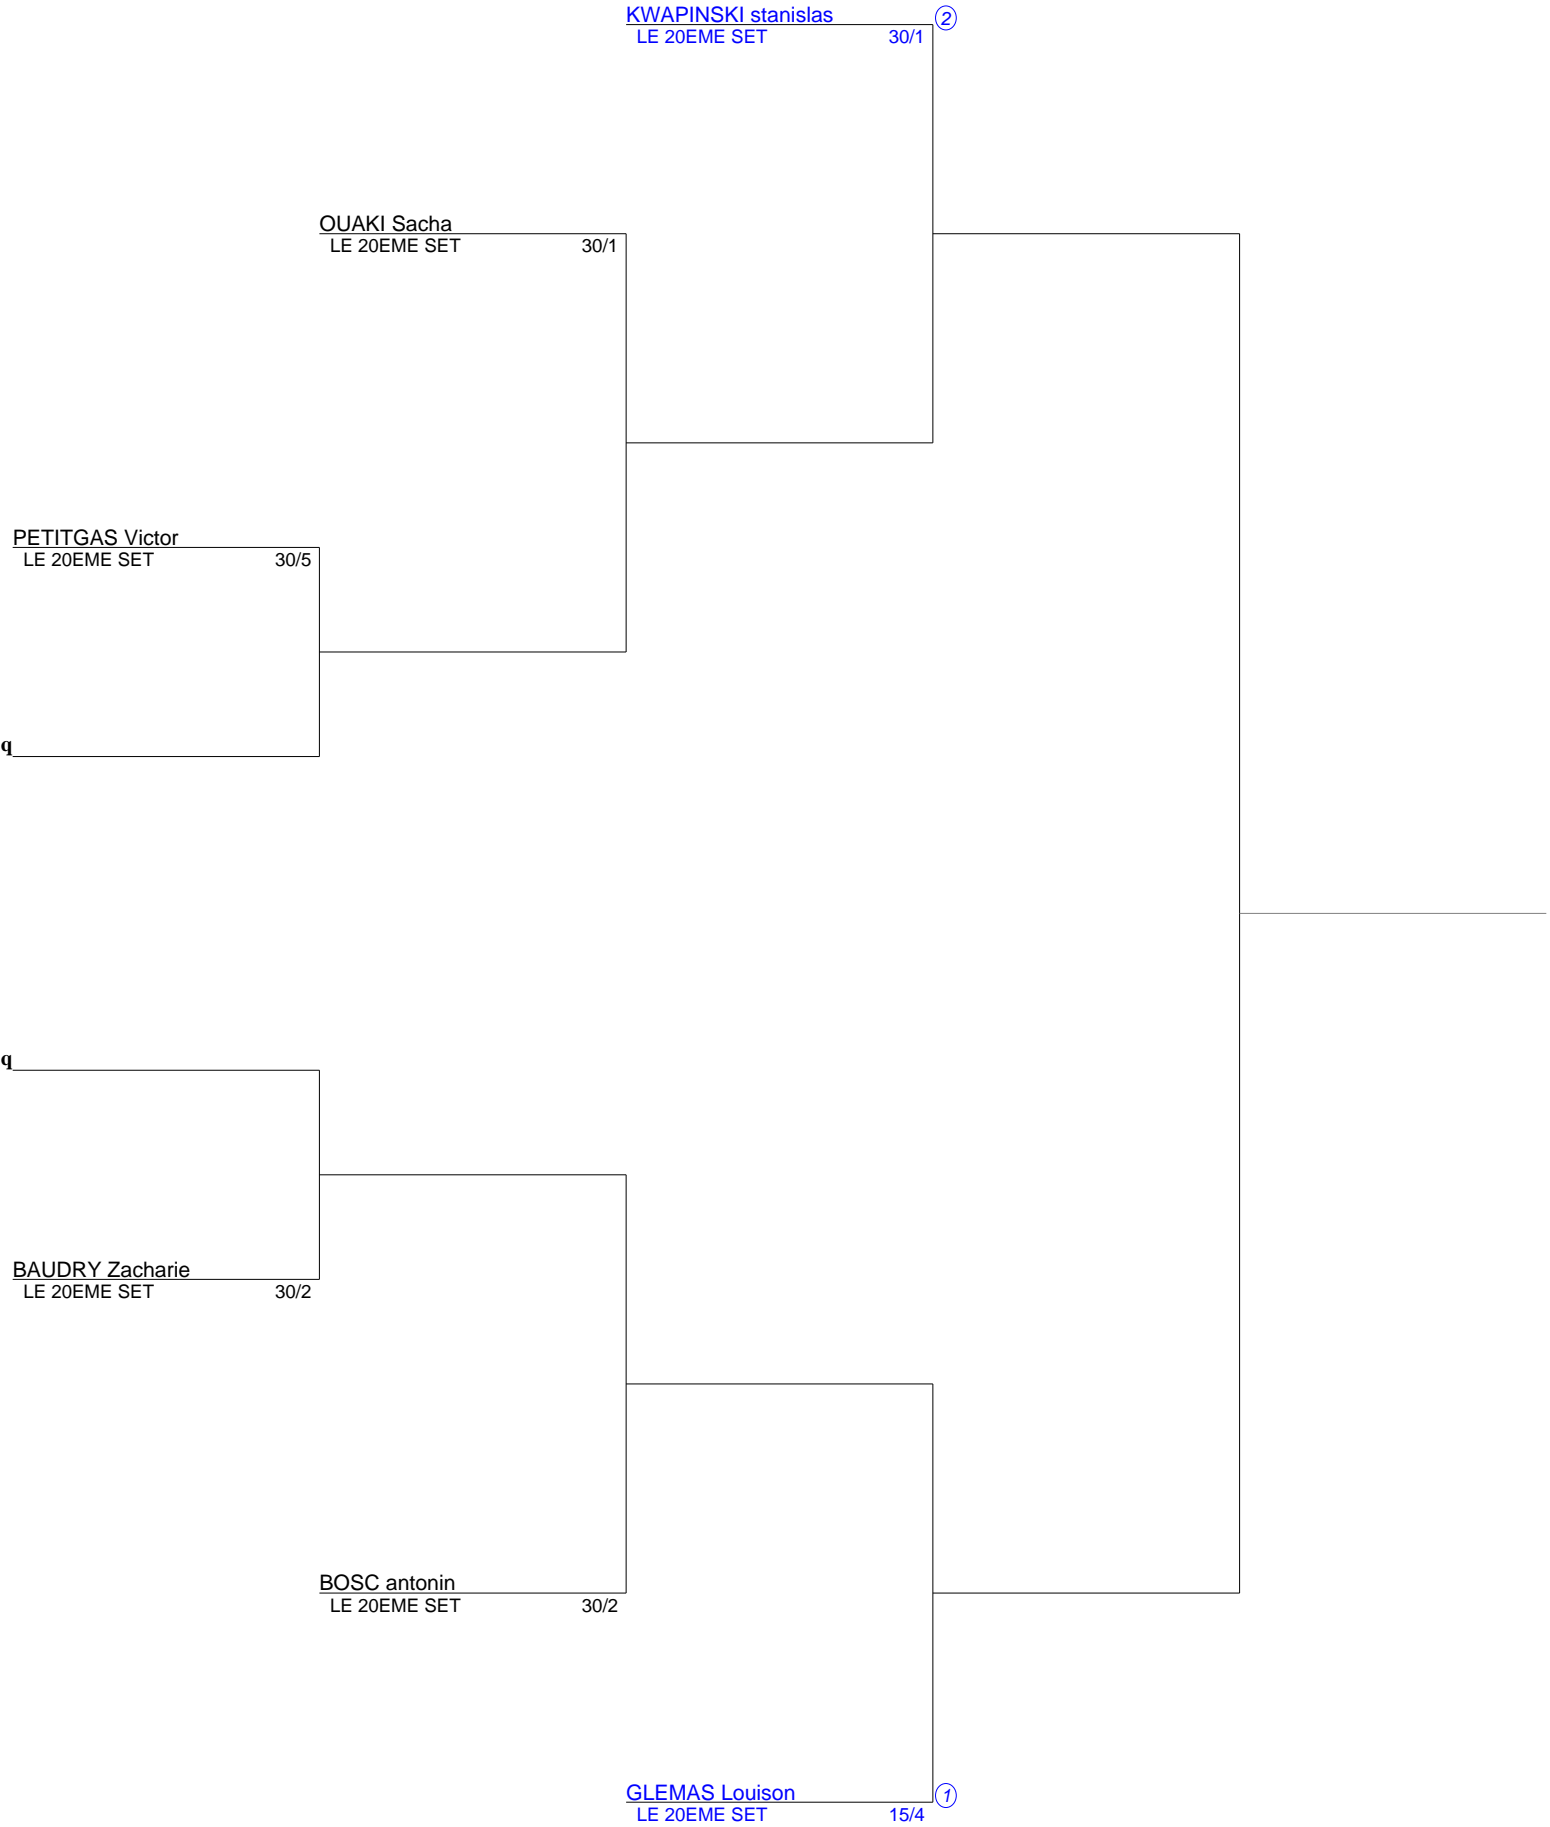 KWAPINSKI stanislas 2
LE 20EME SET 30/1
OUAKI Sacha
LE 20EME SET 30/1
PETITGAS Victor
LE 20EME SET 30/5
q
q
BAUDRY Zacharie
LE 20EME SET 30/2
BOSC antonin
LE 20EME SET 30/2
GLEMAS Louison 1
LE 20EME SET 15/4